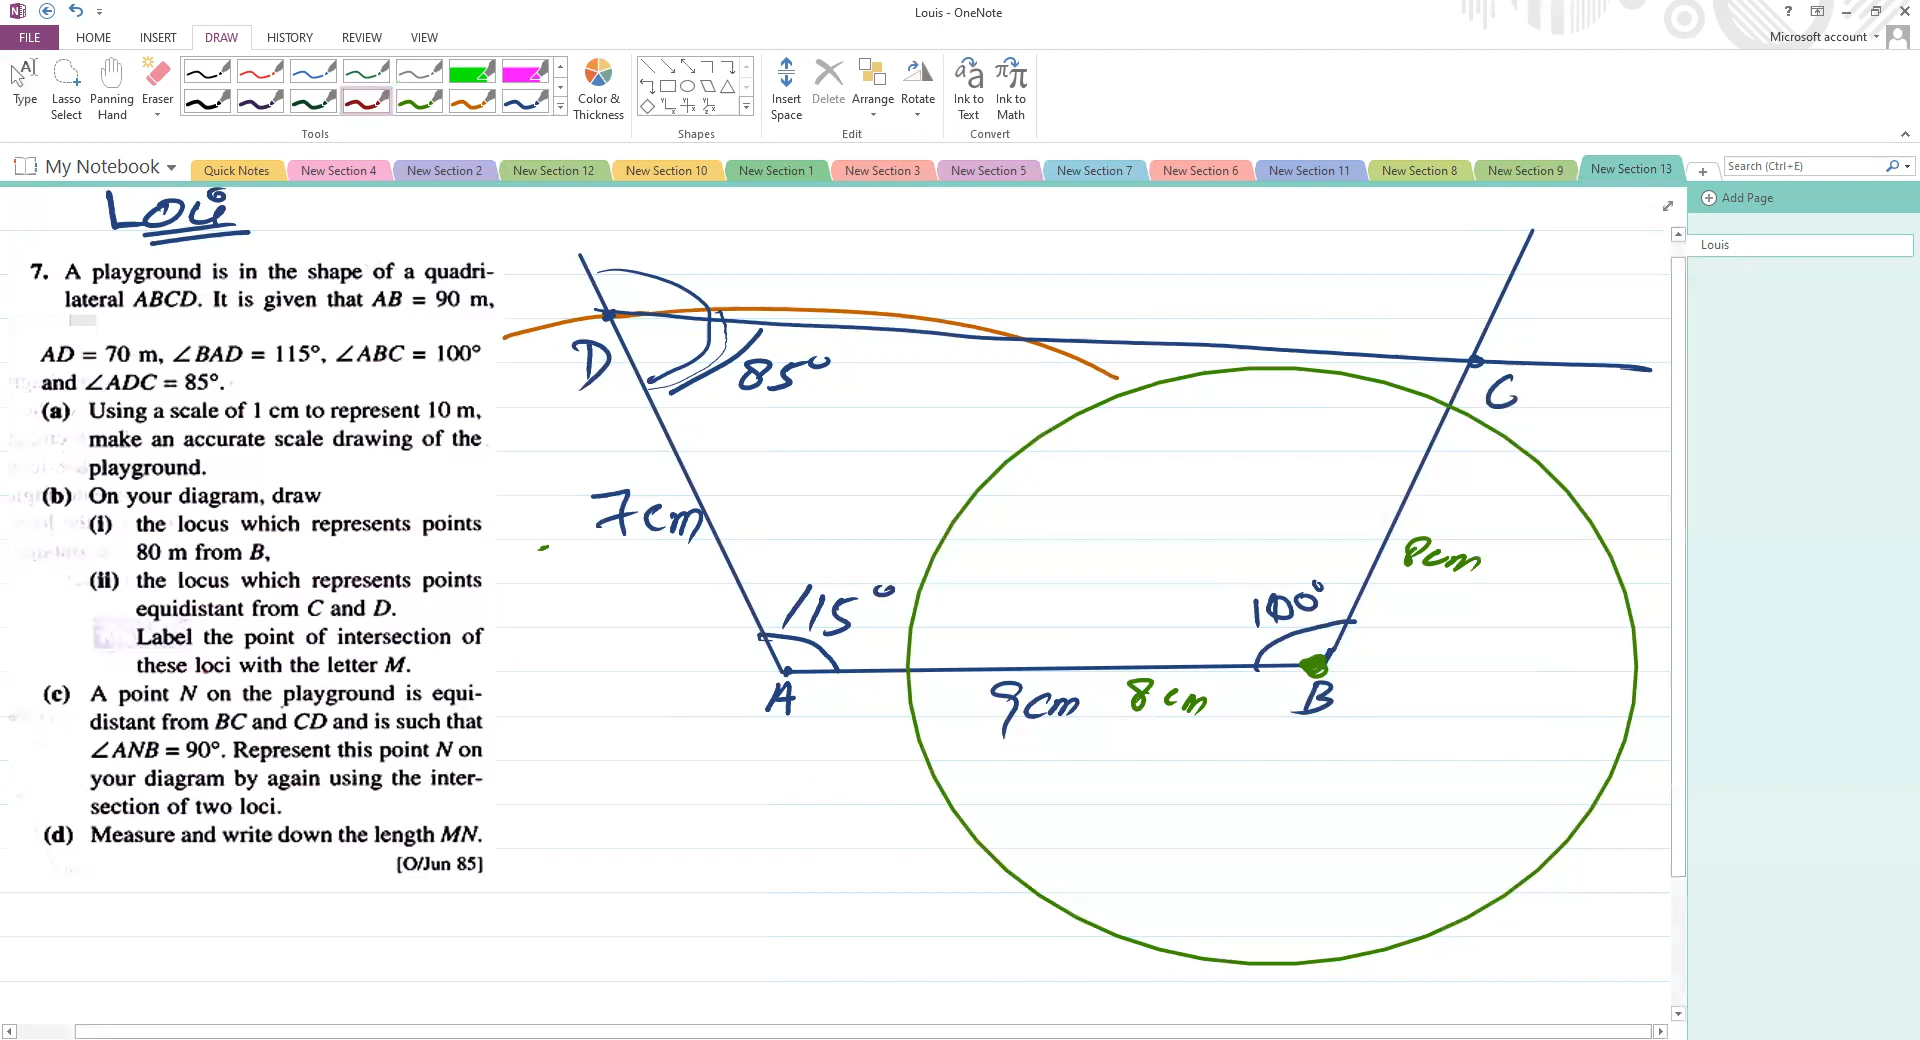 Louis - OneNote
Microsoft account
FILE HOME INSERT DRAW HISTORY REVIEW VIEW
Type
Lasso Select
Panning Hand
Eraser
Color & Thickness
Insert Space
Delete
Arrange
Rotate
Ink to Text
Ink to Math
Tools
Shapes
Edit
Convert
My Notebook
Quick Notes
New Section 4
New Section 2
New Section 12
New Section 10
New Section 1
New Section 3
New Section 5
New Section 7
New Section 6
New Section 11
New Section 8
New Section 9
New Section 13
Search (Ctrl+E)
Add Page
Louis
7. A playground is in the shape of a quadri-
lateral ABCD. It is given that AB = 90 m,
AD = 70 m, ∠BAD = 115°, ∠ABC = 100°
and ∠ADC = 85°.
(a) Using a scale of 1 cm to represent 10 m,
make an accurate scale drawing of the
playground.
(b) On your diagram, draw
(i) the locus which represents points
80 m from B,
(ii) the locus which represents points
equidistant from C and D.
Label the point of intersection of
these loci with the letter M.
(c) A point N on the playground is equi-
distant from BC and CD and is such that
∠ANB = 90°. Represent this point N on
your diagram by again using the inter-
section of two loci.
(d) Measure and write down the length MN.
[O/Jun 85]
D
85°
C
7cm
8cm
115°
100°
A
9cm
8cm
B